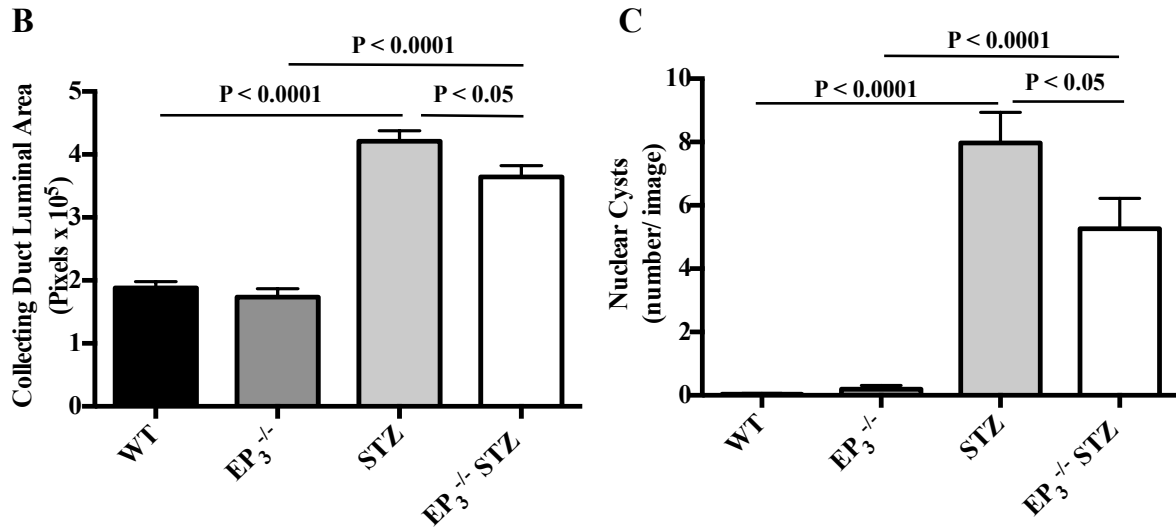 B
P < 0.0001
P < 0.0001
P < 0.05
Collecting Duct Luminal Area
(Pixels x 10⁵)
5
4
3
2
1
0
WT
EP₃⁻/⁻
STZ
EP₃⁻/⁻ STZ
C
P < 0.0001
P < 0.0001
P < 0.05
Nuclear Cysts
(number/ image)
10
8
6
4
2
0
WT
EP₃⁻/⁻
STZ
EP₃⁻/⁻ STZ